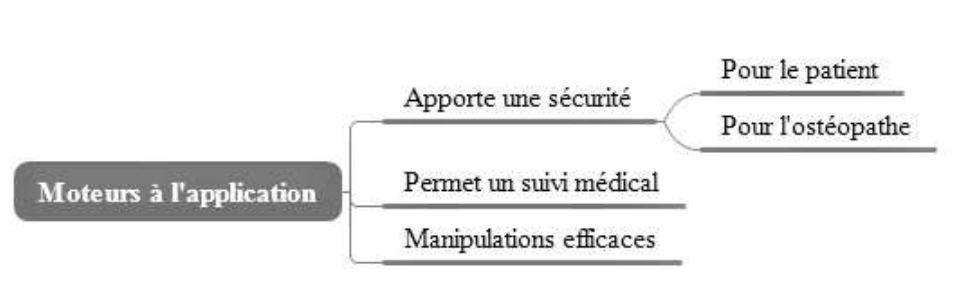 Moteurs à l'application
Apporte une sécurité
Pour le patient
Pour l'ostéopathe
Permet un suivi médical
Manipulations efficaces